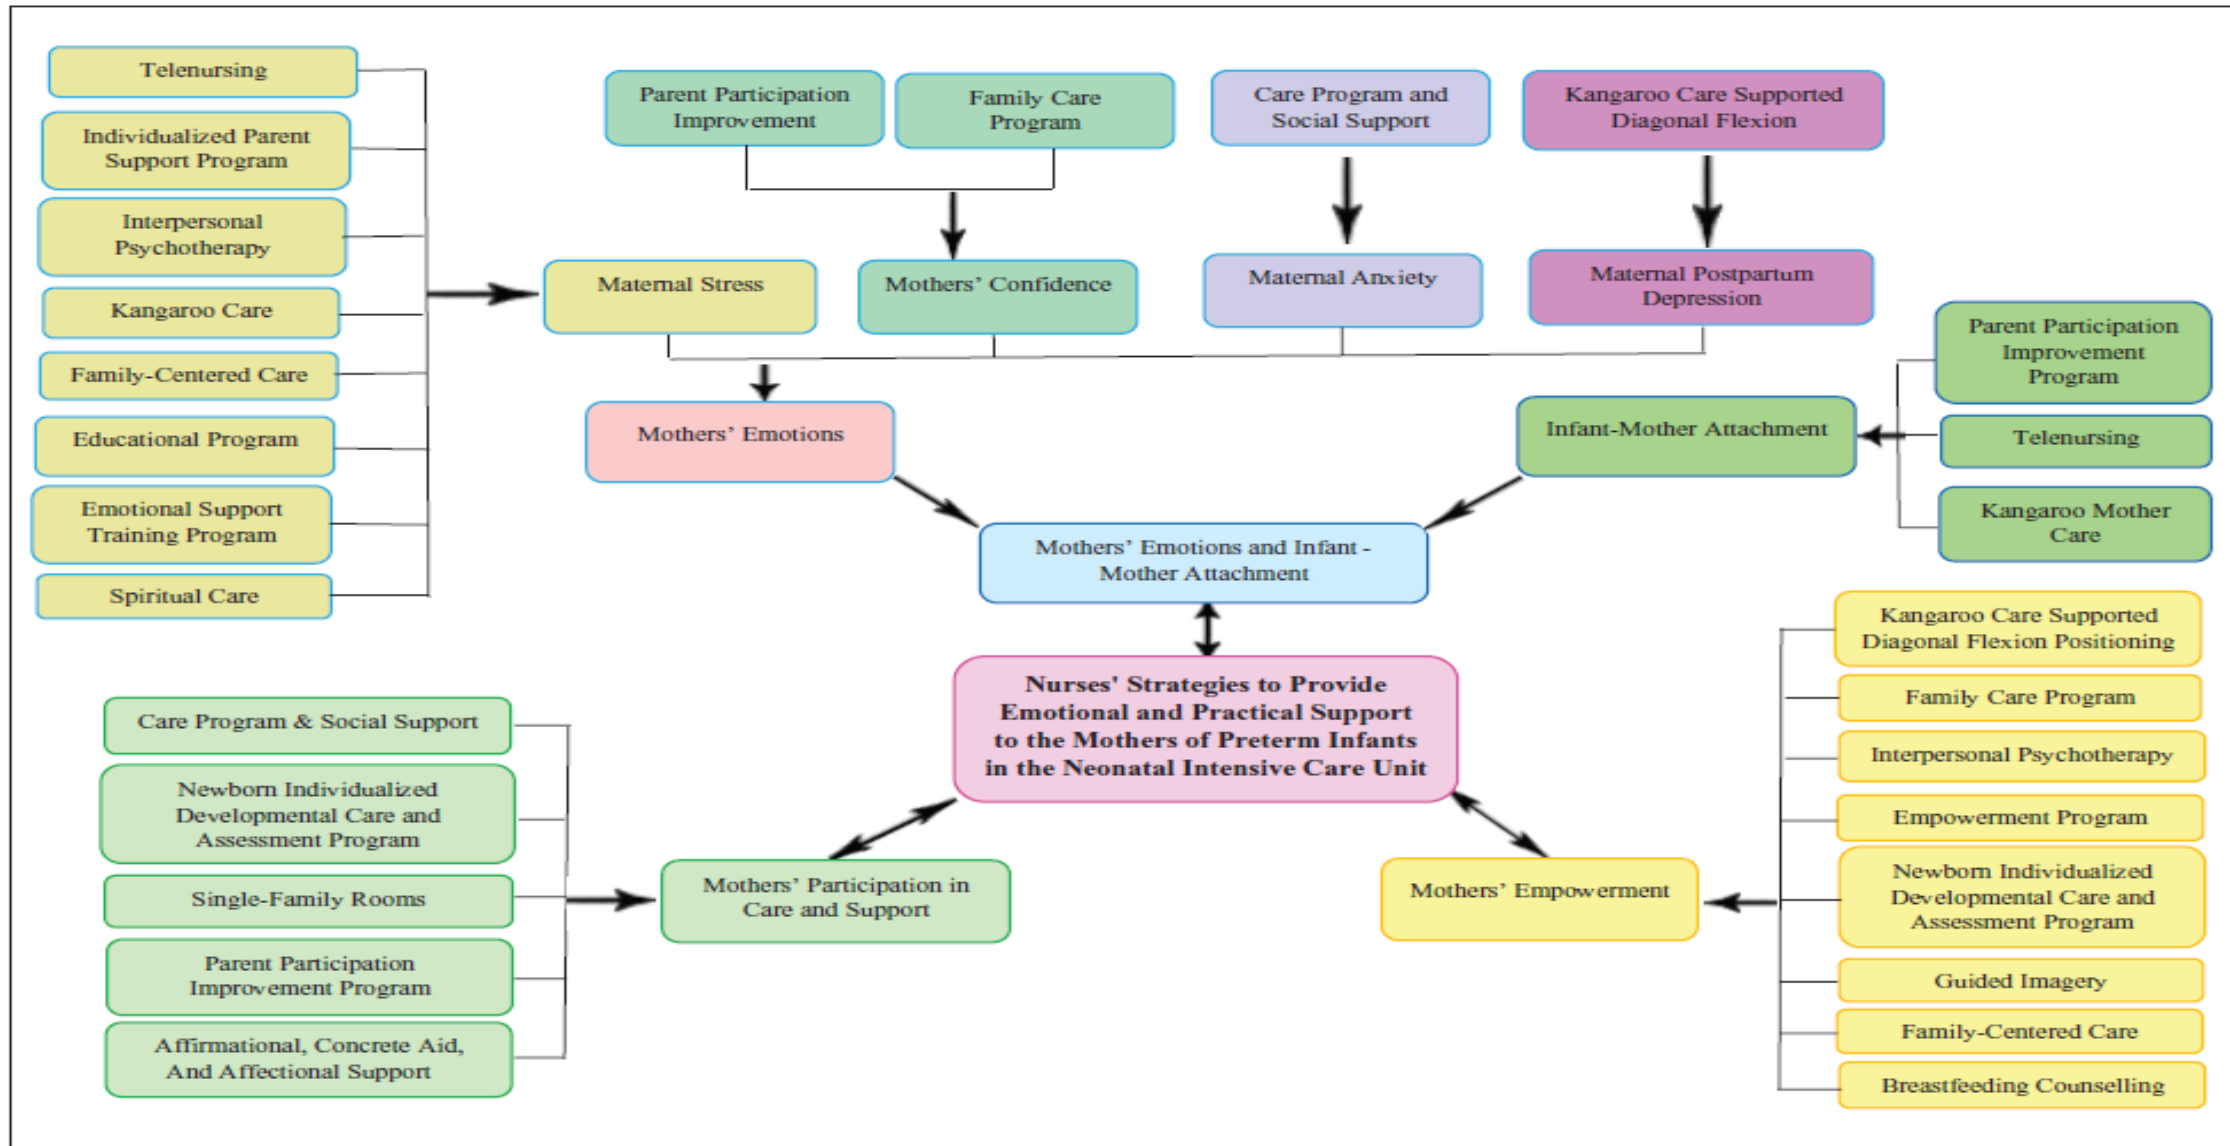 Telenursing
Individualized Parent
Support Program
Interpersonal
Psychotherapy
Kangaroo Care
Family-Centered Care
Educational Program
Emotional Support
Training Program
Spiritual Care
Parent Participation
Improvement
Family Care
Program
Care Program and
Social Support
Kangaroo Care Supported
Diagonal Flexion
Maternal Stress
Mothers' Confidence
Maternal Anxiety
Maternal Postpartum
Depression
Mothers' Emotions
Infant-Mother Attachment
Parent Participation
Improvement
Program
Telenursing
Kangaroo Mother
Care
Mothers' Emotions and Infant -
Mother Attachment
Nurses' Strategies to Provide
Emotional and Practical Support
to the Mothers of Preterm Infants
in the Neonatal Intensive Care Unit
Care Program & Social Support
Newborn Individualized
Developmental Care and
Assessment Program
Single-Family Rooms
Parent Participation
Improvement Program
Affirmational, Concrete Aid,
And Affectional Support
Mothers' Participation in
Care and Support
Mothers' Empowerment
Kangaroo Care Supported
Diagonal Flexion Positioning
Family Care Program
Interpersonal Psychotherapy
Empowerment Program
Newborn Individualized
Developmental Care and
Assessment Program
Guided Imagery
Family-Centered Care
Breastfeeding Counselling